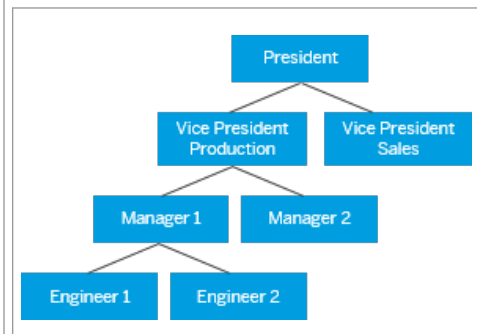 President
Vice President
Production
Vice President
Sales
Manager 1
Manager 2
Engineer 1
Engineer 2